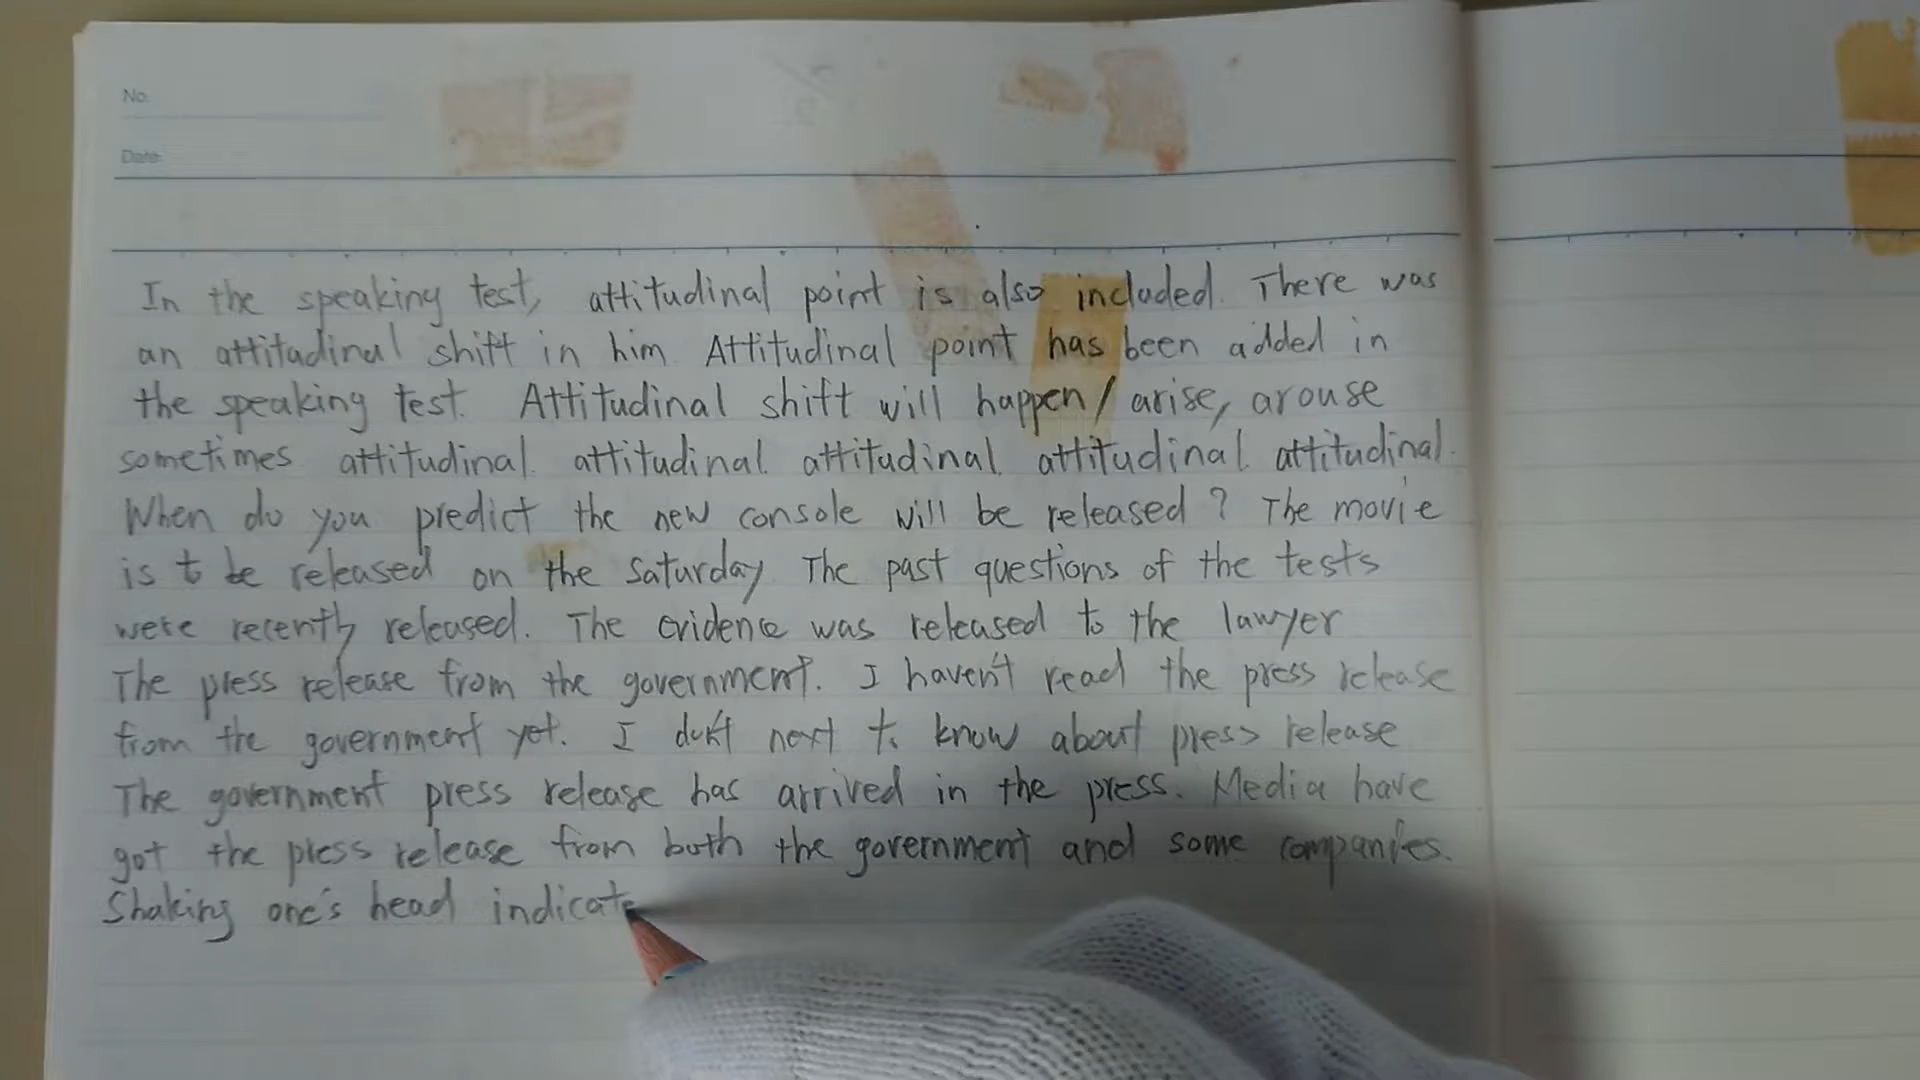 No.
Date
In the speaking test, attitudinal point is also included. There was
an attitudinal shift in him. Attitudinal point has been added in
the speaking test. Attitudinal shift will happen / arise, arouse
sometimes attitudinal. attitudinal. attitudinal. attitudinal. attitudinal.
When do you predict the new console will be released? The movie
is to be released on the Saturday. The past questions of the tests
were recently released. The evidence was released to the lawyer
The press release from the government. I haven't read the press release
from the government yet. I don't next to know about press release
The government press release has arrived in the press. Media have
got the press release from both the government and some companies.
Shaking one's head indicate